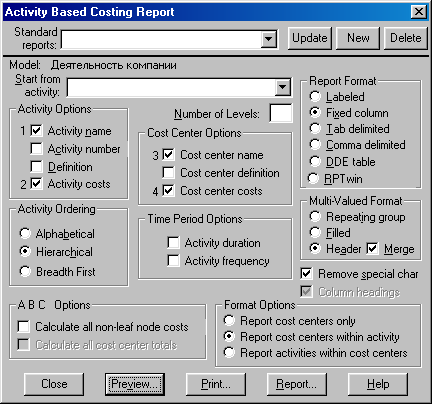 Activity Based Costing Report
Standard reports:
Update New Delete
Model: Деятельность компании
Start from activity:
Number of Levels:
Activity Options
1 Activity name
Activity number
Definition
2 Activity costs
Cost Center Options
3 Cost center name
Cost center definition
4 Cost center costs
Report Format
Labeled
Fixed column
Tab delimited
Comma delimited
DDE table
RPTwin
Activity Ordering
Alphabetical
Hierarchical
Breadth First
Time Period Options
Activity duration
Activity frequency
Multi-Valued Format
Repeating group
Filled
Header Merge
Remove special char
Column headings
A B C Options
Calculate all non-leaf node costs
Calculate all cost center totals
Format Options
Report cost centers only
Report cost centers within activity
Report activities within cost centers
Close Preview... Print... Report... Help